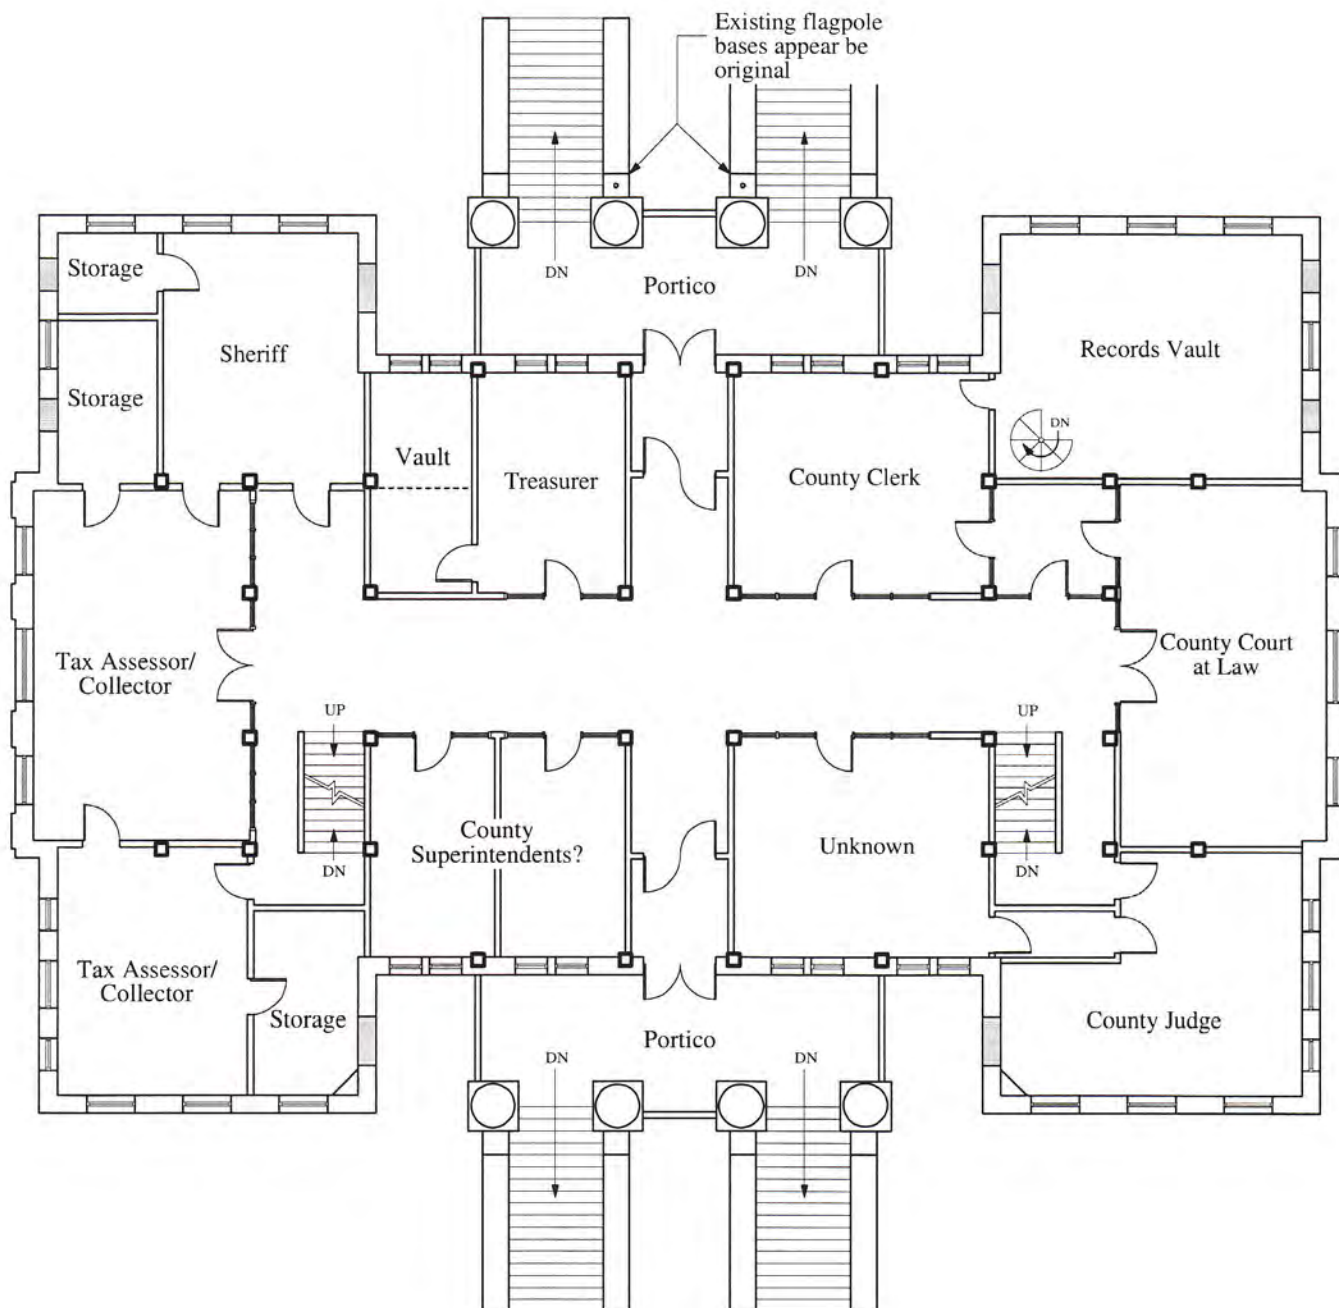 Existing flagpole
bases appear be
original
DN
DN
Portico
Storage
Sheriff
Storage
Vault
Treasurer
County Clerk
Records Vault
DN
Tax Assessor/
Collector
County Court
at Law
UP
UP
County
Superintendents?
Unknown
DN
DN
Tax Assessor/
Collector
Storage
County Judge
Portico
DN
DN